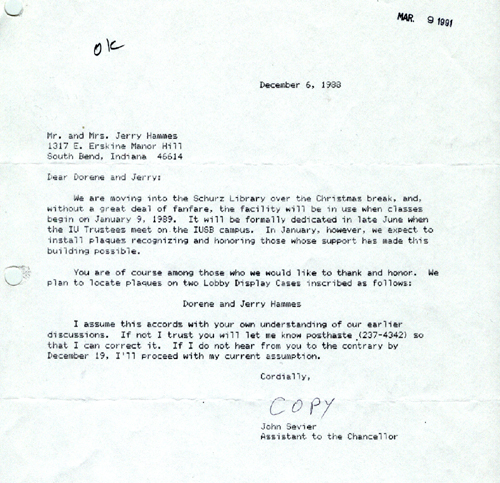 MAR. 9 1991
OK
December 6, 1988
Mr. and Mrs. Jerry Hammes
1317 E. Erskine Manor Hill
South Bend, Indiana 46614
Dear Dorene and Jerry:
We are moving into the Schurz Library over the Christmas break, and,
without a great deal of fanfare, the facility will be in use when classes
begin on January 9, 1989. It will be formally dedicated in late June when
the IU Trustees meet on the IUSB campus. In January, however, we expect to
install plaques recognizing and honoring those whose support has made this
building possible.
You are of course among those who we would like to thank and honor. We
plan to locate plaques on two Lobby Display Cases inscribed as follows:
Dorene and Jerry Hammes
I assume this accords with your own understanding of our earlier
discussions. If not I trust you will let me know posthaste (237-4342) so
that I can correct it. If I do not hear from you to the contrary by
December 19, I'll proceed with my current assumption.
Cordially,
COPY
John Sevier
Assistant to the Chancellor